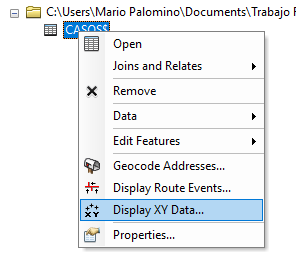 C:\Users\Mario Palomino\Documents\Trabajo
CASOSS
Open
Joins and Relates
Remove
Data
Edit Features
Geocode Addresses...
Display Route Events...
Display XY Data...
Properties...